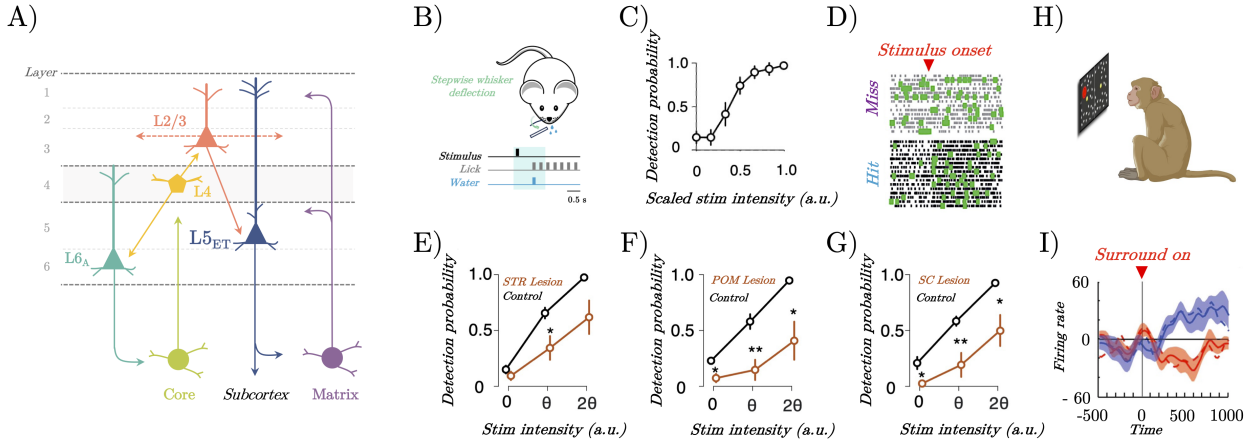 A)
Layer
1
2
3
4
5
6
L2/3
L4
L5ET
L6A
Core
Subcortex
Matrix
B)
Stepwise whisker
deflection
Stimulus
Lick
Water
0.5 s
C)
Detection probability
1.0
0.5
0
0 0.5 1.0
Scaled stim intensity (a.u.)
D)
Stimulus onset
Miss
Hit
E)
Detection probability
1.0
0.5
0
STR Lesion
Control
*
0 θ 2θ
Stim intensity (a.u.)
F)
Detection probability
1.0
0.5
0
POM Lesion
Control
*
**
*
0 θ 2θ
Stim intensity (a.u.)
G)
Detection probability
1.0
0.5
0
SC Lesion
Control
*
**
*
0 θ 2θ
Stim intensity (a.u.)
H)
I)
Surround on
Firing rate
60
0
- 60
-500 0 500 1000
Time